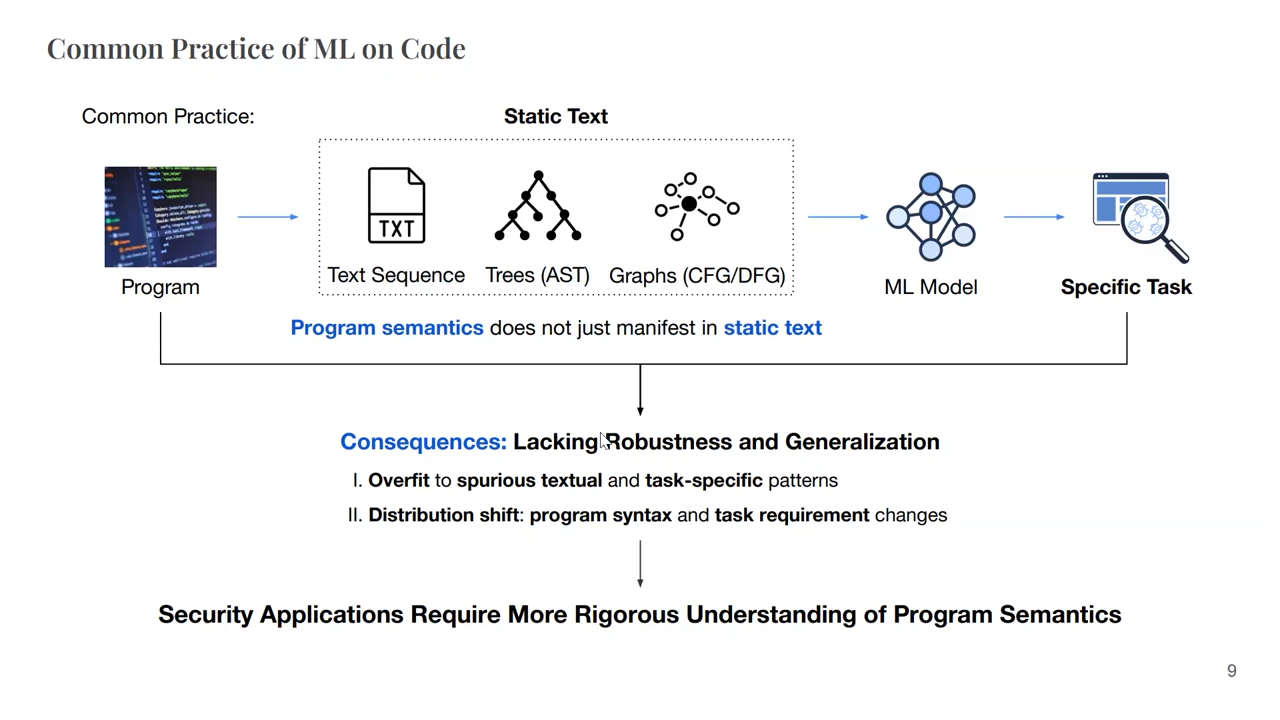 Common Practice of ML on Code
Common Practice:
Static Text
TXT
Text Sequence
Trees (AST)
Graphs (CFG/DFG)
Program
ML Model
Specific Task
Program semantics does not just manifest in static text
Consequences: Lacking Robustness and Generalization
I. Overfit to spurious textual and task-specific patterns
II. Distribution shift: program syntax and task requirement changes
Security Applications Require More Rigorous Understanding of Program Semantics
9